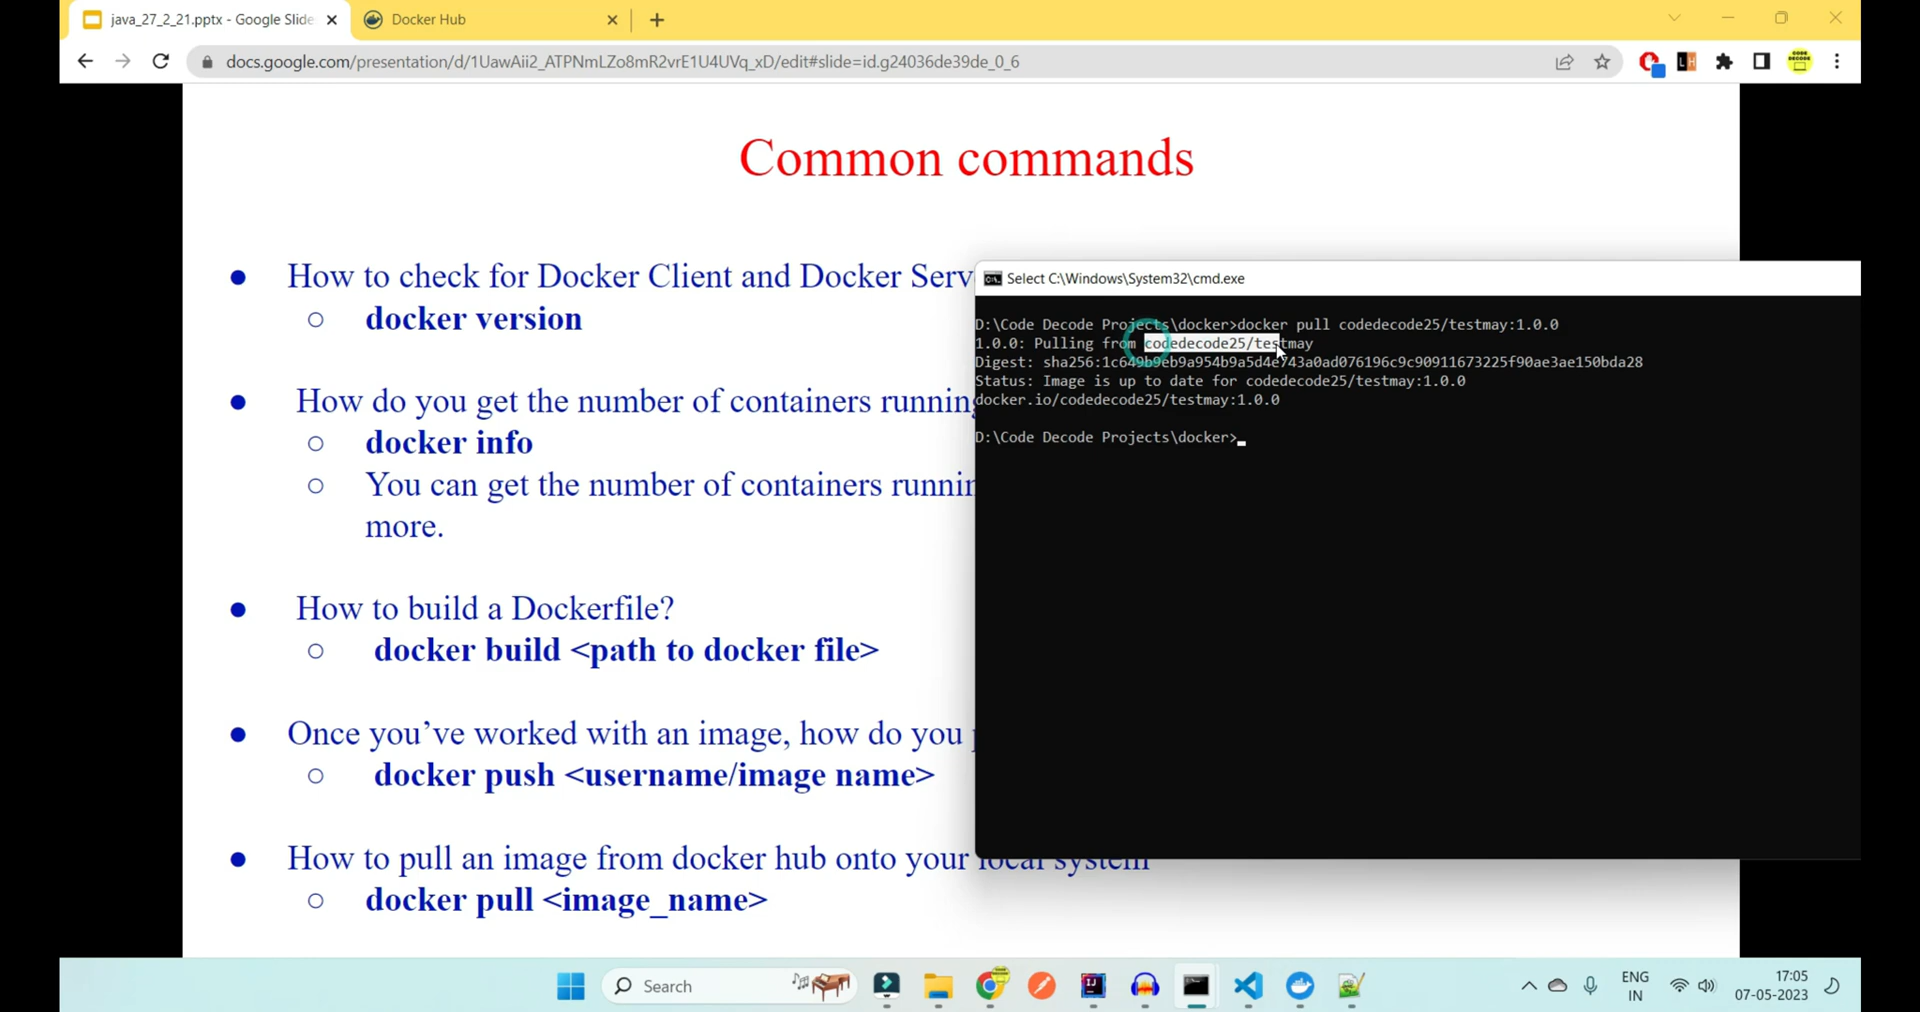 java_27_2_21.pptx - Google Slide
Docker Hub
docs.google.com/presentation/d/1UawAii2_ATPNmLZo8mR2vrE1U4UVq_xD/edit#slide=id.g24036de39de_0_6
LH
CODE
DECODE
Common commands
How to check for Docker Client and Docker Serv
docker version
How do you get the number of containers running
docker info
You can get the number of containers runnin
more.
How to build a Dockerfile?
docker build <path to docker file>
Once you’ve worked with an image, how do you p
docker push <username/image name>
How to pull an image from docker hub onto your local system
docker pull <image_name>
Select C:\Windows\System32\cmd.exe
D:\Code Decode Projects\docker>docker pull codedecode25/testmay:1.0.0
1.0.0: Pulling from codedecode25/testmay
Digest: sha256:1c649b9eb9a954b9a5d4e743a0ad076196c9c90911673225f90ae3ae150bda28
Status: Image is up to date for codedecode25/testmay:1.0.0
docker.io/codedecode25/testmay:1.0.0
D:\Code Decode Projects\docker>
Search
ENG
IN
17:05
07-05-2023